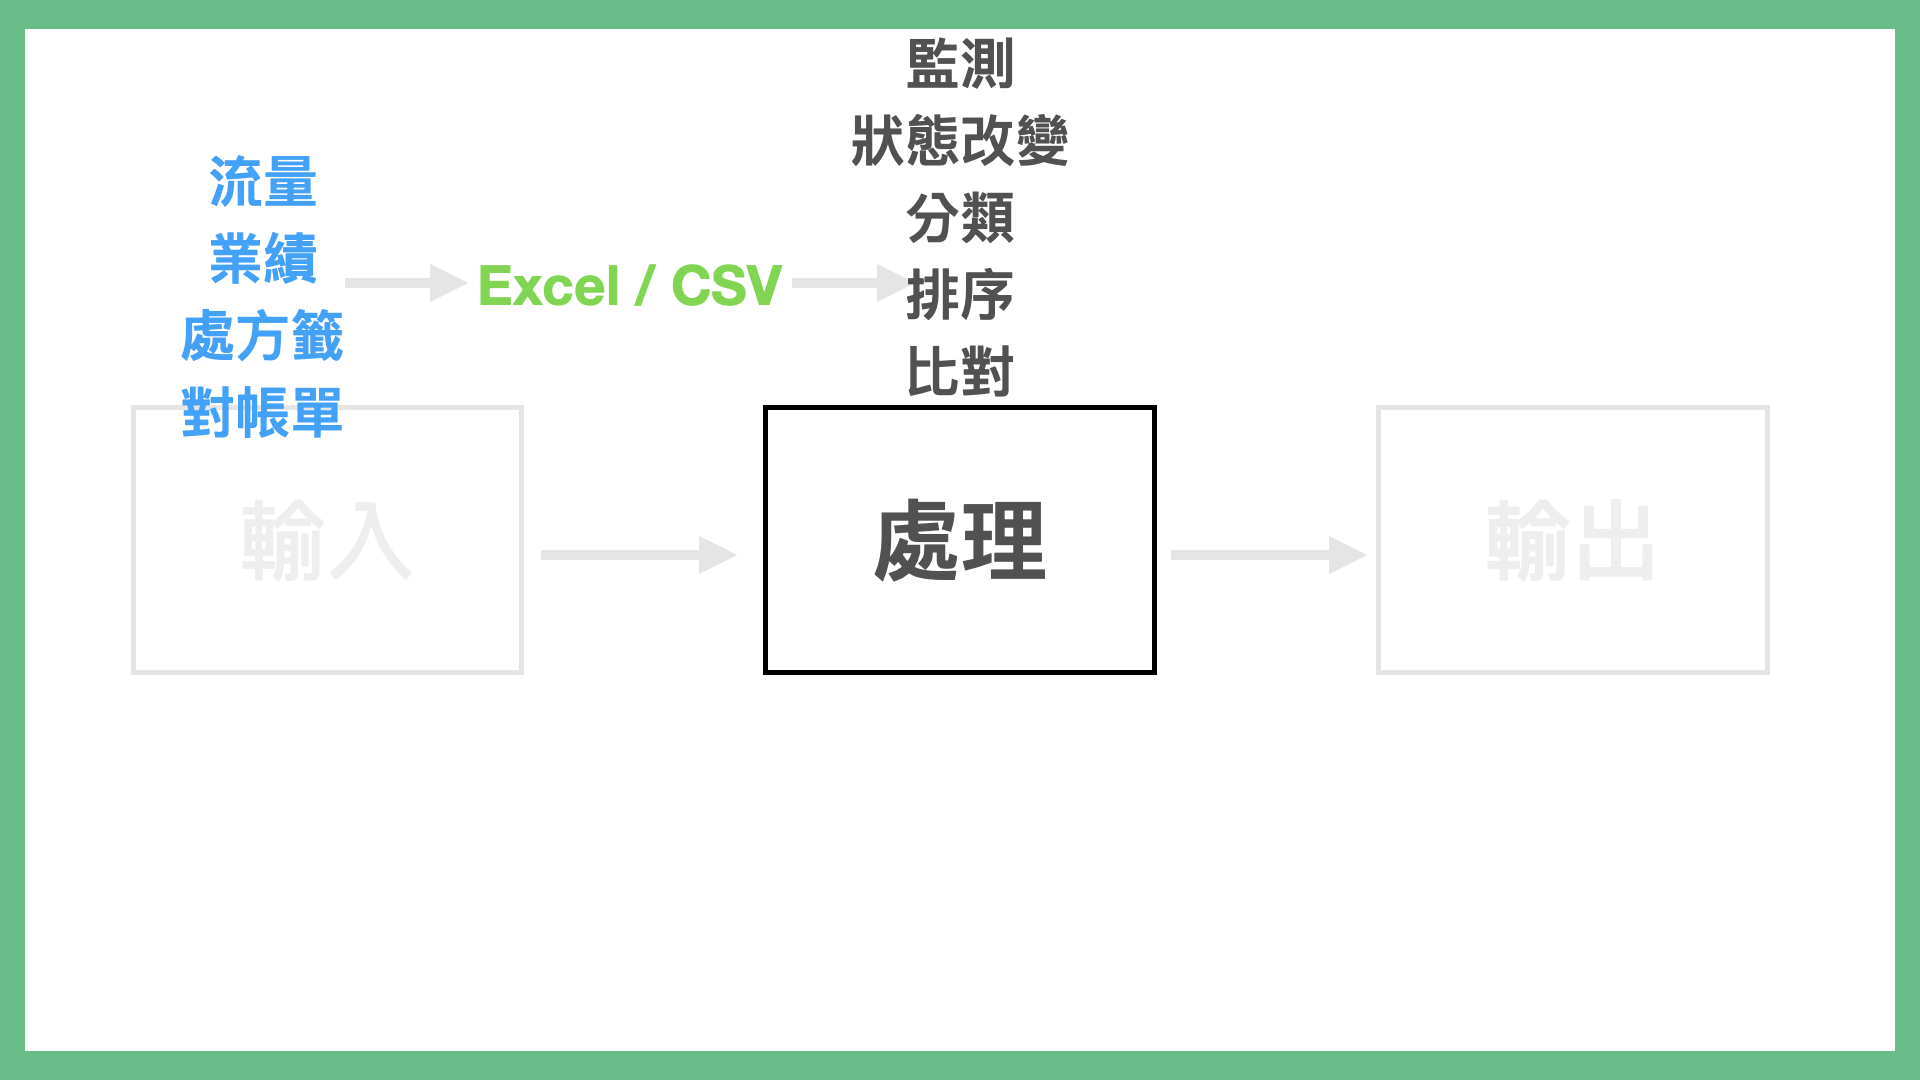 流量
業績
處方籤
對帳單
Excel / CSV
監測
狀態改變
分類
排序
比對
輸入
處理
輸出